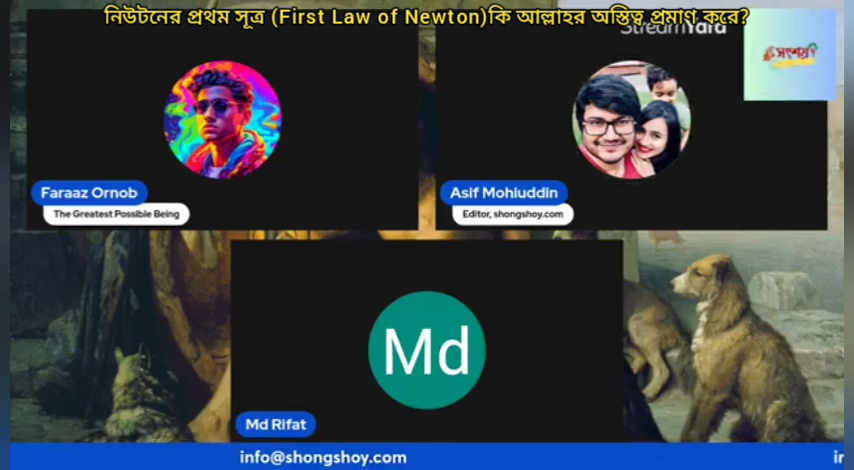 নিউটনের প্রথম সূত্র (First Law of Newton)কি আল্লাহর অস্তিত্ব প্রমাণ করে?
StreamYard
সংশয়
Faraaz Ornob
The Greatest Possible Being
Asif Mohiuddin
Editor, shongshoy.com
Md
Md Rifat
info@shongshoy.com